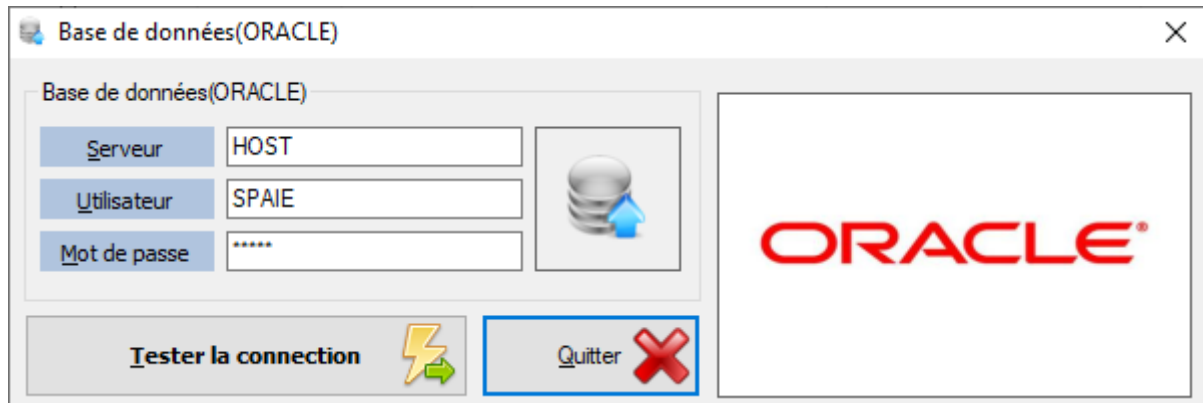 Base de données(ORACLE)
Base de données(ORACLE)
Serveur
HOST
Utilisateur
SPAIE
Mot de passe
*****
Tester la connection
Quitter
ORACLE®